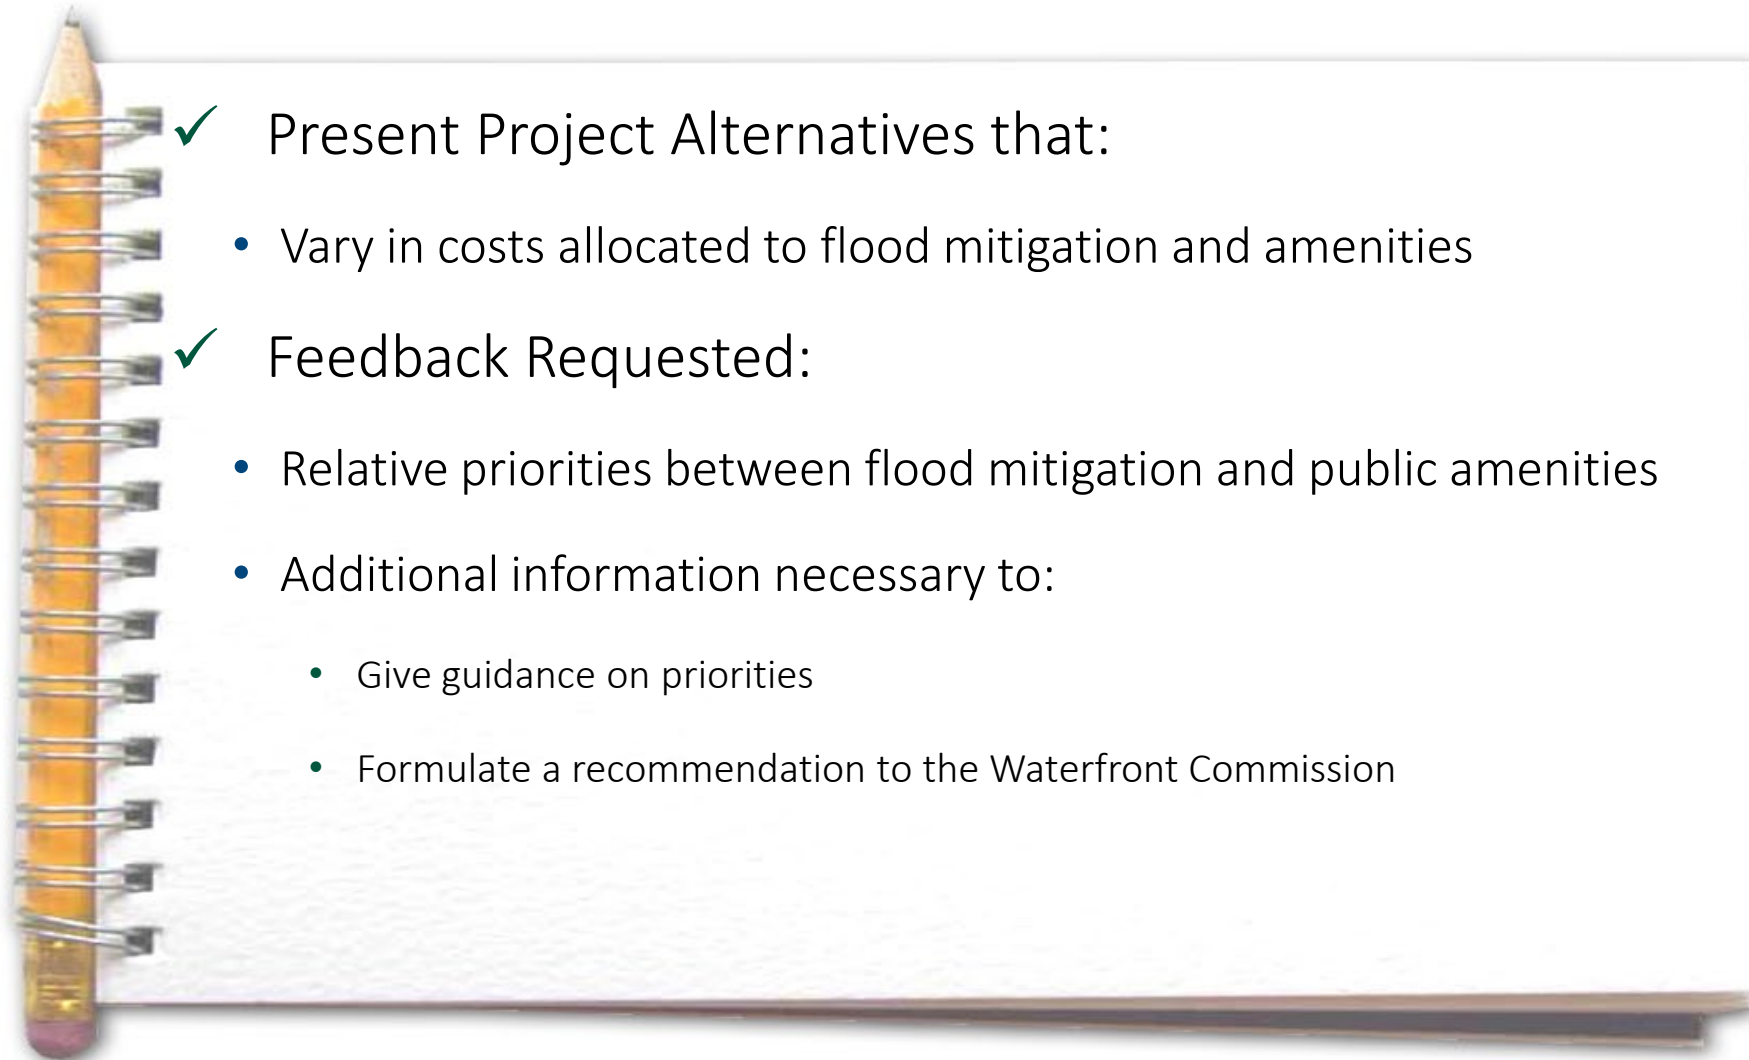 ✓ Present Project Alternatives that:
• Vary in costs allocated to flood mitigation and amenities
✓ Feedback Requested:
• Relative priorities between flood mitigation and public amenities
• Additional information necessary to:
• Give guidance on priorities
• Formulate a recommendation to the Waterfront Commission